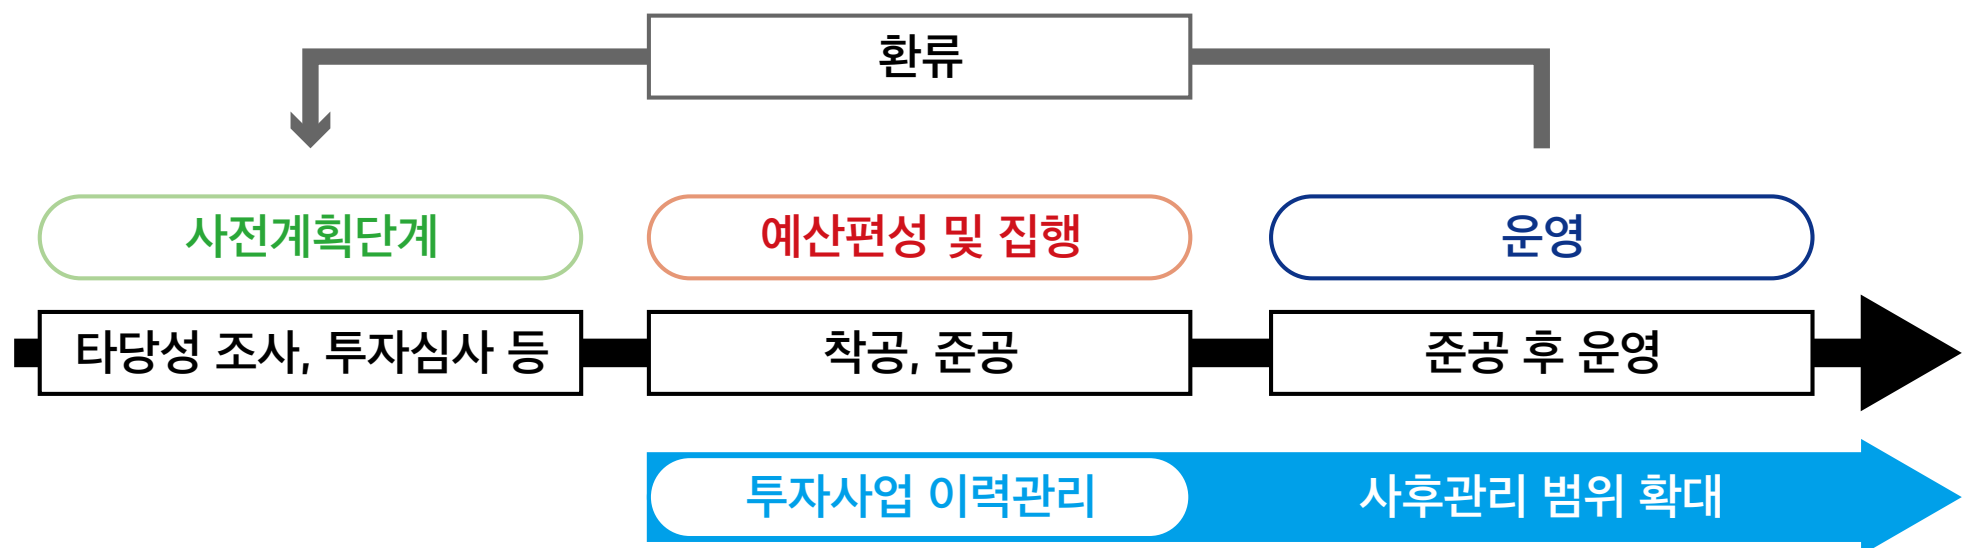 환류
사전계획단계
예산편성 및 집행
운영
타당성 조사, 투자심사 등
착공, 준공
준공 후 운영
투자사업 이력관리
사후관리 범위 확대